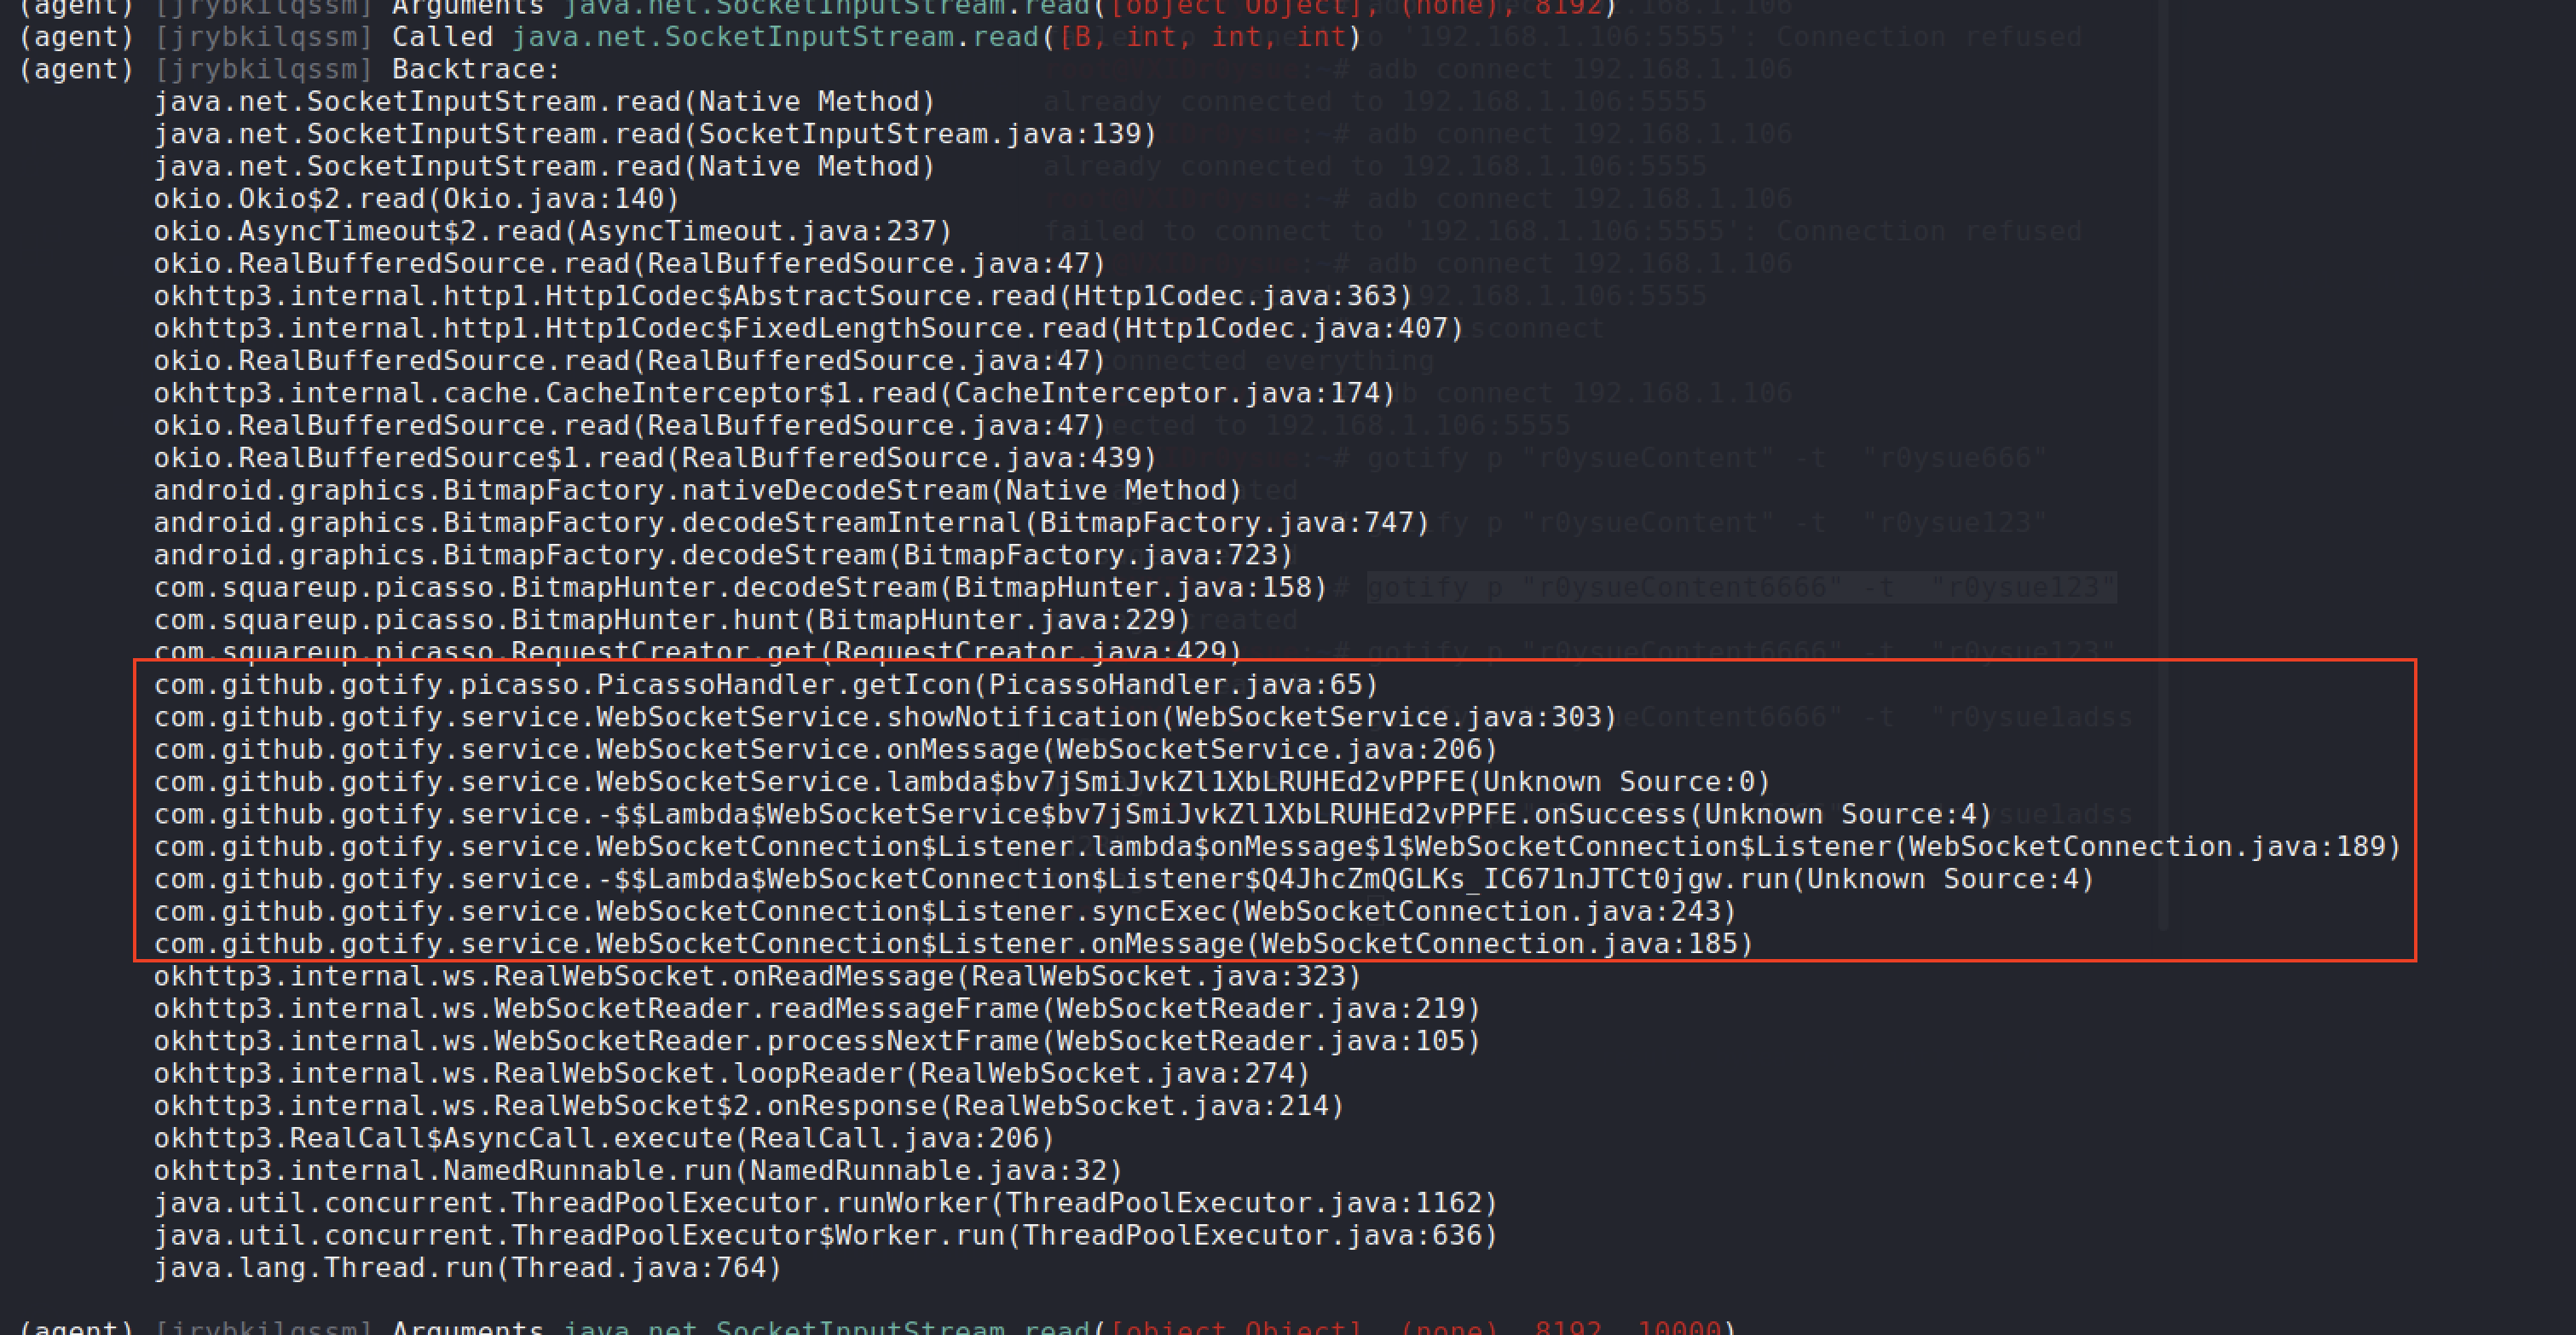 (agent) [jrybkilqssm] Arguments java.net.SocketInputStream.read([object Object], (none), 8192)
(agent) [jrybkilqssm] Called java.net.SocketInputStream.read([B, int, int, int)
(agent) [jrybkilqssm] Backtrace:
java.net.SocketInputStream.read(Native Method)
java.net.SocketInputStream.read(SocketInputStream.java:139)
java.net.SocketInputStream.read(Native Method)
okio.Okio$2.read(Okio.java:140)
okio.AsyncTimeout$2.read(AsyncTimeout.java:237)
okio.RealBufferedSource.read(RealBufferedSource.java:47)
okhttp3.internal.http1.Http1Codec$AbstractSource.read(Http1Codec.java:363)
okhttp3.internal.http1.Http1Codec$FixedLengthSource.read(Http1Codec.java:407)
okio.RealBufferedSource.read(RealBufferedSource.java:47)
okhttp3.internal.cache.CacheInterceptor$1.read(CacheInterceptor.java:174)
okio.RealBufferedSource.read(RealBufferedSource.java:47)
okio.RealBufferedSource$1.read(RealBufferedSource.java:439)
android.graphics.BitmapFactory.nativeDecodeStream(Native Method)
android.graphics.BitmapFactory.decodeStreamInternal(BitmapFactory.java:747)
android.graphics.BitmapFactory.decodeStream(BitmapFactory.java:723)
com.squareup.picasso.BitmapHunter.decodeStream(BitmapHunter.java:158)
com.squareup.picasso.BitmapHunter.hunt(BitmapHunter.java:229)
com.squareup.picasso.RequestCreator.get(RequestCreator.java:429)
com.github.gotify.picasso.PicassoHandler.getIcon(PicassoHandler.java:65)
com.github.gotify.service.WebSocketService.showNotification(WebSocketService.java:303)
com.github.gotify.service.WebSocketService.onMessage(WebSocketService.java:206)
com.github.gotify.service.WebSocketService.lambda$bv7jSmiJvkZl1XbLRUHEd2vPPFE(Unknown Source:0)
com.github.gotify.service.-$$Lambda$WebSocketService$bv7jSmiJvkZl1XbLRUHEd2vPPFE.onSuccess(Unknown Source:4)
com.github.gotify.service.WebSocketConnection$Listener.lambda$onMessage$1$WebSocketConnection$Listener(WebSocketConnection.java:189)
com.github.gotify.service.-$$Lambda$WebSocketConnection$Listener$Q4JhcZmQGLKs_IC671nJTCt0jgw.run(Unknown Source:4)
com.github.gotify.service.WebSocketConnection$Listener.syncExec(WebSocketConnection.java:243)
com.github.gotify.service.WebSocketConnection$Listener.onMessage(WebSocketConnection.java:185)
okhttp3.internal.ws.RealWebSocket.onReadMessage(RealWebSocket.java:323)
okhttp3.internal.ws.WebSocketReader.readMessageFrame(WebSocketReader.java:219)
okhttp3.internal.ws.WebSocketReader.processNextFrame(WebSocketReader.java:105)
okhttp3.internal.ws.RealWebSocket.loopReader(RealWebSocket.java:274)
okhttp3.internal.ws.RealWebSocket$2.onResponse(RealWebSocket.java:214)
okhttp3.RealCall$AsyncCall.execute(RealCall.java:206)
okhttp3.internal.NamedRunnable.run(NamedRunnable.java:32)
java.util.concurrent.ThreadPoolExecutor.runWorker(ThreadPoolExecutor.java:1162)
java.util.concurrent.ThreadPoolExecutor$Worker.run(ThreadPoolExecutor.java:636)
java.lang.Thread.run(Thread.java:764)
(agent) [jrybkilqssm] Arguments java.net.SocketInputStream.read([object Object], (none), 8192, 10000)